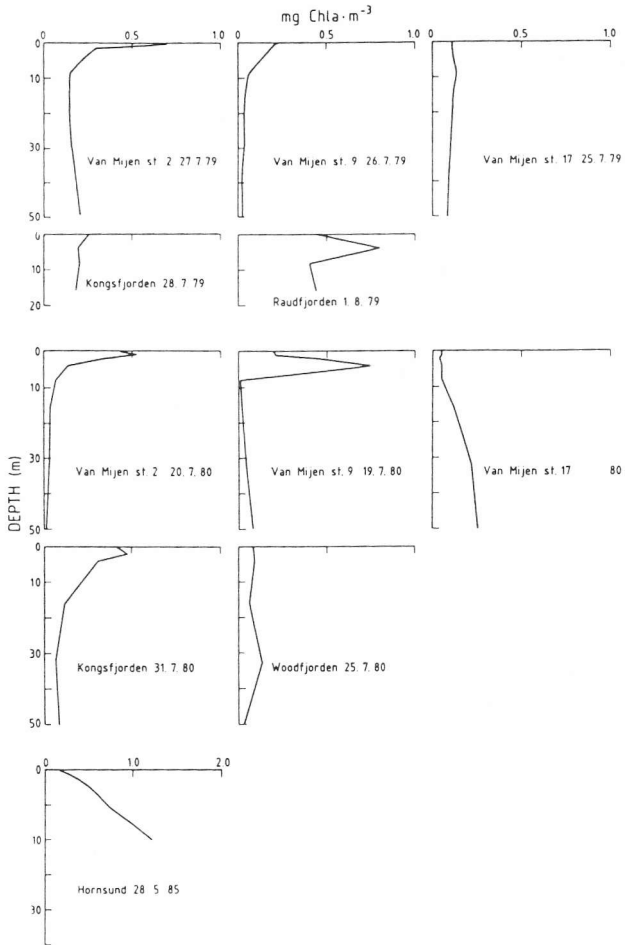 mg Chla·m⁻³
0 0.5 1.0
0 0.5 1.0
0 0.5 1.0
0
10
30
50
Van Mijen st 2 27 7 79
Van Mijen st. 9 26.7.79
Van Mijen st. 17 25.7.79
0
10
20
Kongsfjorden 28.7.79
Raudfjorden 1.8.79
DEPTH (m)
0
10
30
50
Van Mijen st. 2 20.7.80
Van Mijen st. 9 19.7.80
Van Mijen st. 17 80
0
10
30
50
Kongsfjorden 31.7.80
Woodfjorden 25.7.80
0 1.0 2.0
0
10
30
Hornsund 28 5 85